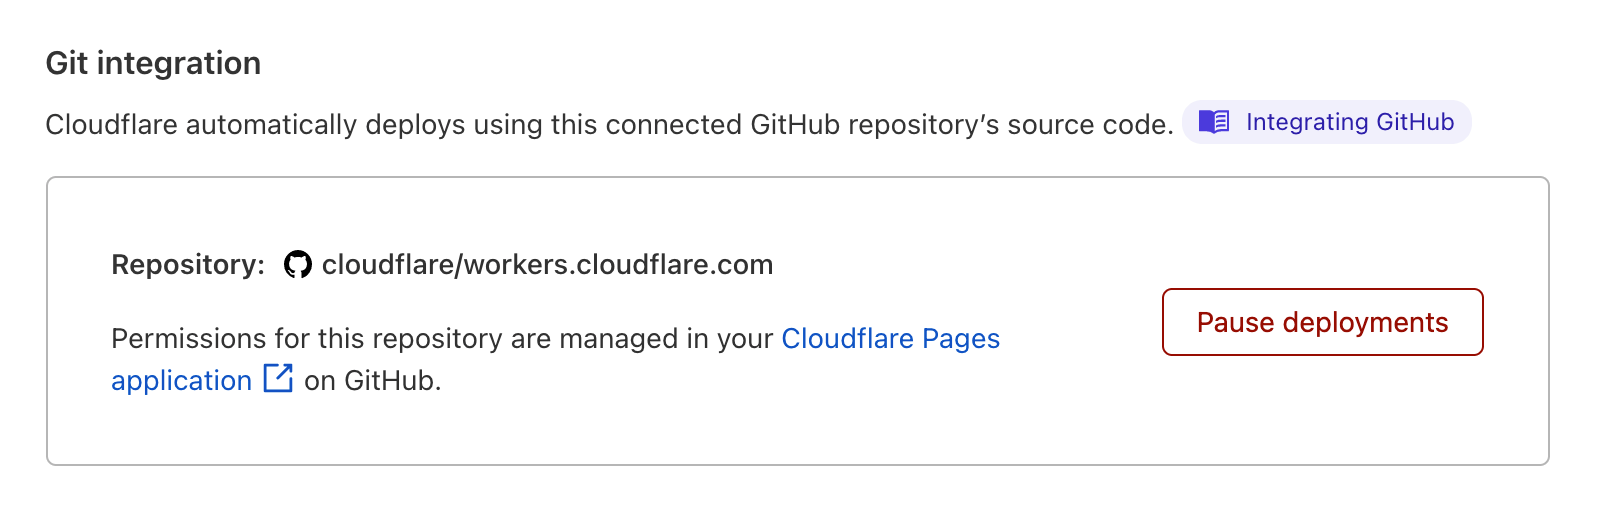 Git integration
Cloudflare automatically deploys using this connected GitHub repository’s source code. Integrating GitHub
Repository: cloudflare/workers.cloudflare.com
Permissions for this repository are managed in your Cloudflare Pages
application on GitHub.
Pause deployments